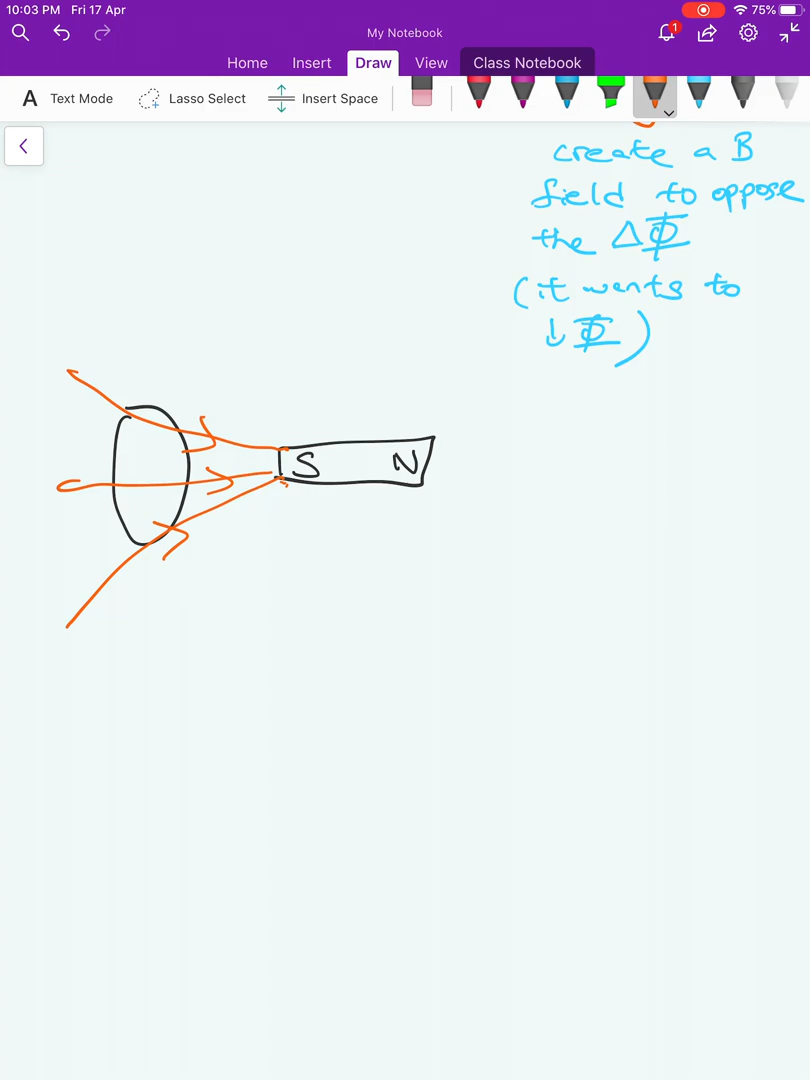 10:03 PM Fri 17 Apr
75%
My Notebook
1
Home Insert Draw View Class Notebook
A Text Mode Lasso Select Insert Space
create a B
field to oppose
the ΔΦ
(it wants to
↓Φ)
S N